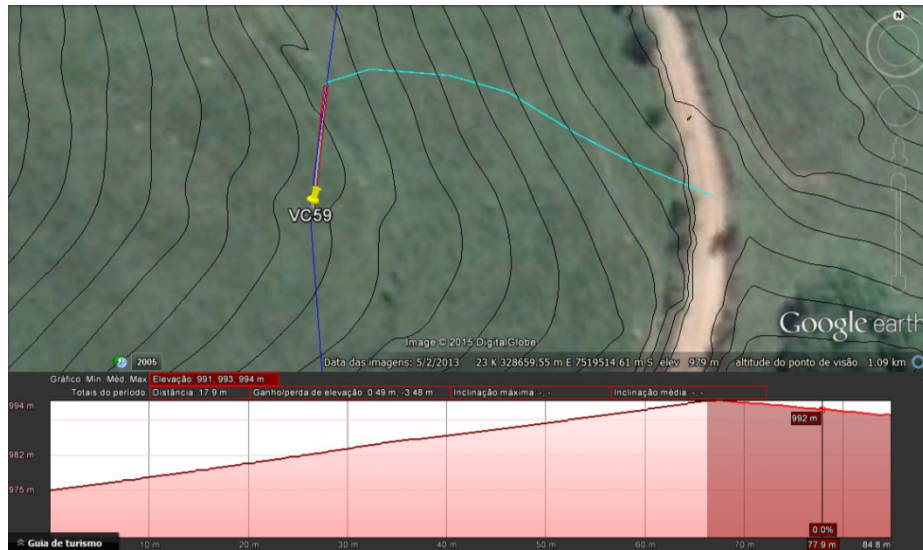 N
VC59
Google earth
Image © 2015 DigitalGlobe
2005
Data das imagens: 5/2/2013 23 K 328659.55 m E 7519514.61 m S elev 979 m altitude do ponto de visão 1.09 km
Gráfico Min. Méd. Max Elevação: 991, 993, 994 m
Totais do período Distância: 17.9 m Ganho/perda de elevação: 0.49 m, -3.48 m Inclinação máxima: -, - Inclinação média: -, -
994 m
992 m
982 m
975 m
0.0%
Guia de turismo 10 m 20 m 30 m 40 m 50 m 60 m 70 m 77.9 m 84.8 m